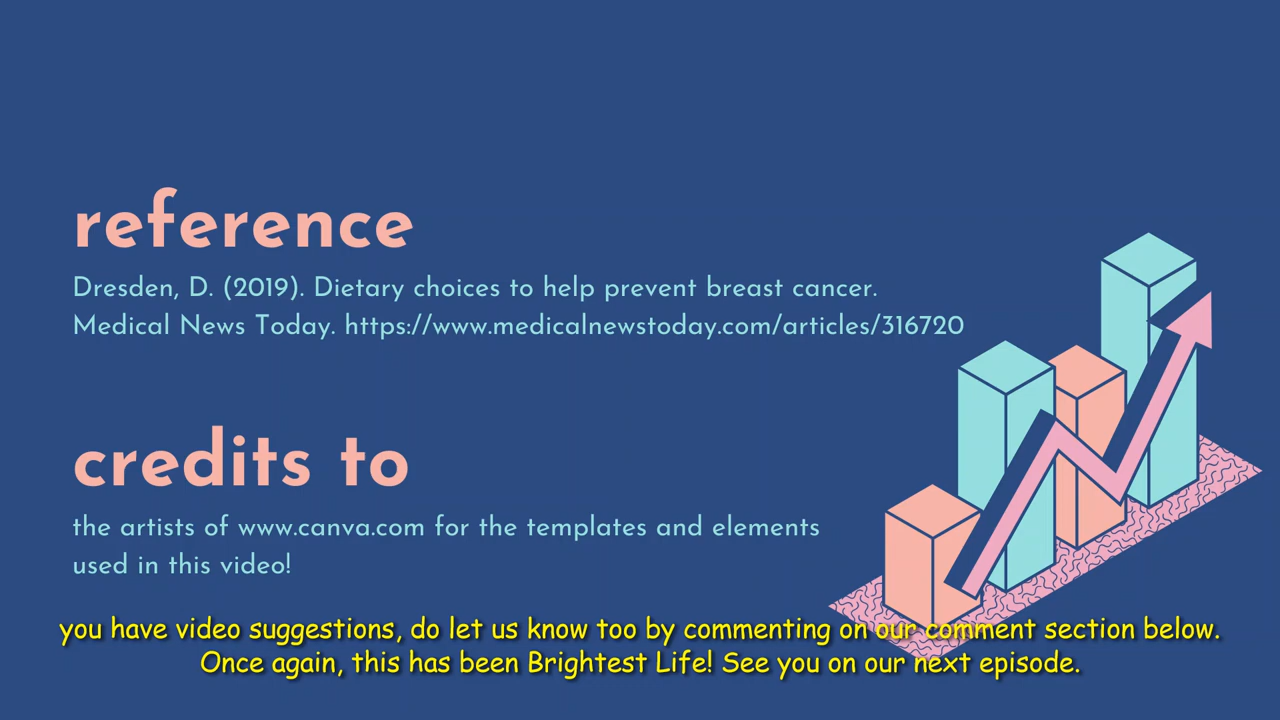 reference
Dresden, D. (2019). Dietary choices to help prevent breast cancer.
Medical News Today. https://www.medicalnewstoday.com/articles/316720
credits to
the artists of www.canva.com for the templates and elements
used in this video!
you have video suggestions, do let us know too by commenting on our comment section below.
Once again, this has been Brightest Life! See you on our next episode.